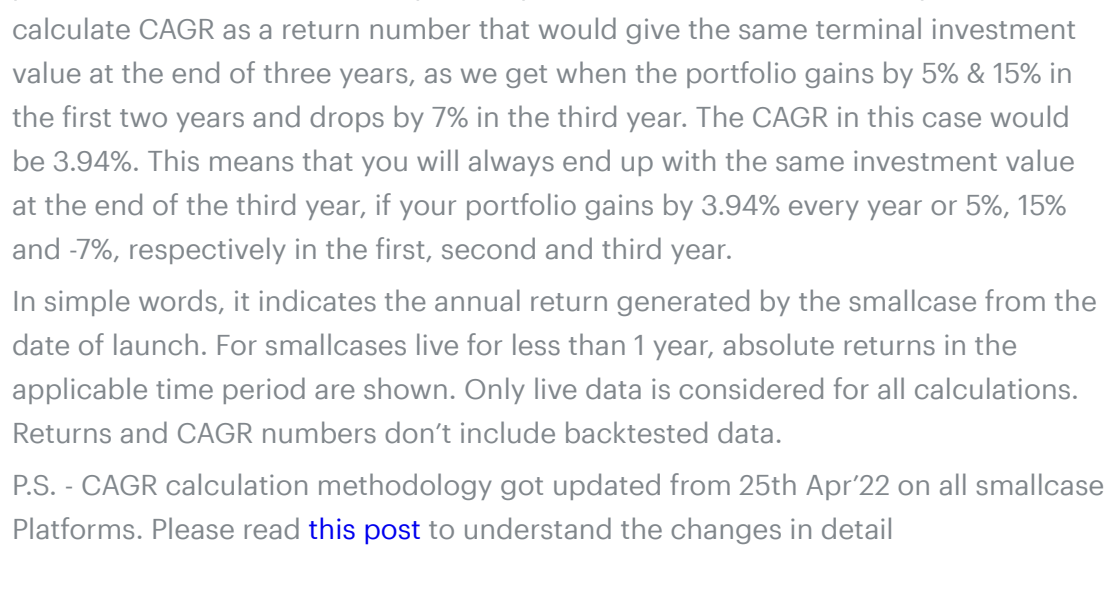 calculate CAGR as a return number that would give the same terminal investment
value at the end of three years, as we get when the portfolio gains by 5% & 15% in
the first two years and drops by 7% in the third year. The CAGR in this case would
be 3.94%. This means that you will always end up with the same investment value
at the end of the third year, if your portfolio gains by 3.94% every year or 5%, 15%
and -7%, respectively in the first, second and third year.
In simple words, it indicates the annual return generated by the smallcase from the
date of launch. For smallcases live for less than 1 year, absolute returns in the
applicable time period are shown. Only live data is considered for all calculations.
Returns and CAGR numbers don’t include backtested data.
P.S. - CAGR calculation methodology got updated from 25th Apr’22 on all smallcase
Platforms. Please read this post to understand the changes in detail